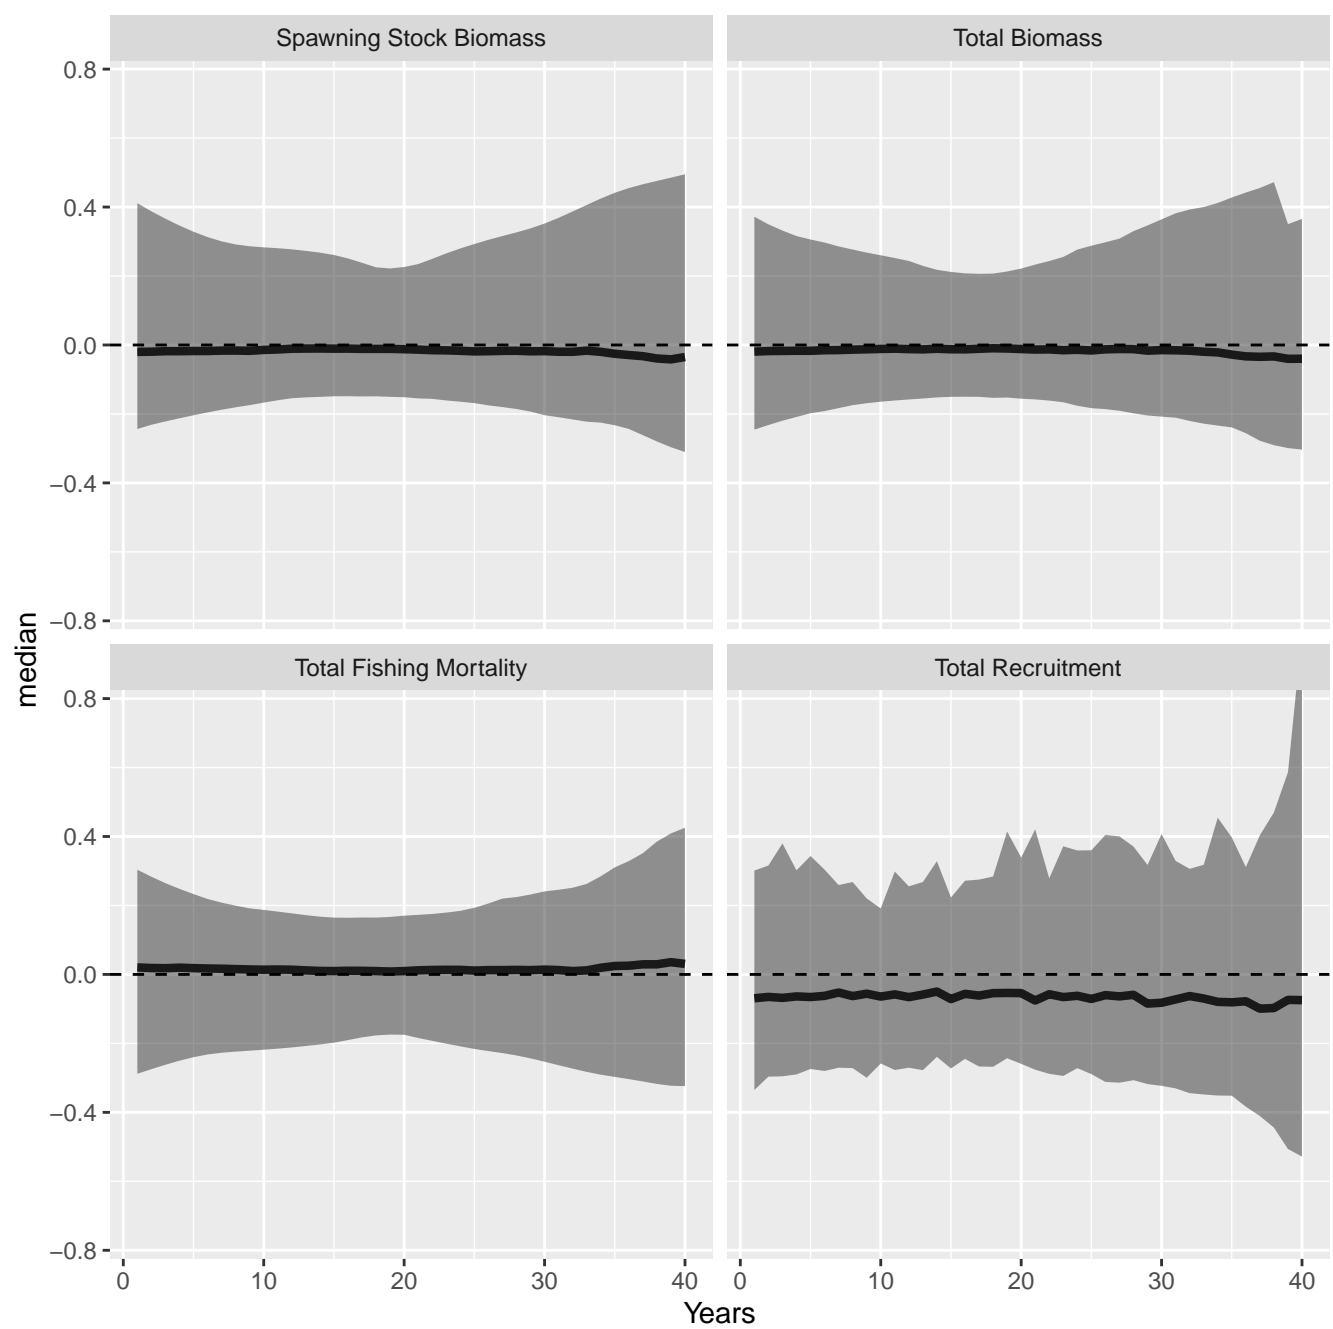 Spawning Stock Biomass
Total Biomass
0.8
0.4
0.0
−0.4
−0.8
Total Fishing Mortality
Total Recruitment
0.8
0.4
0.0
−0.4
−0.8
median
0 10 20 30 40
0 10 20 30 40
Years